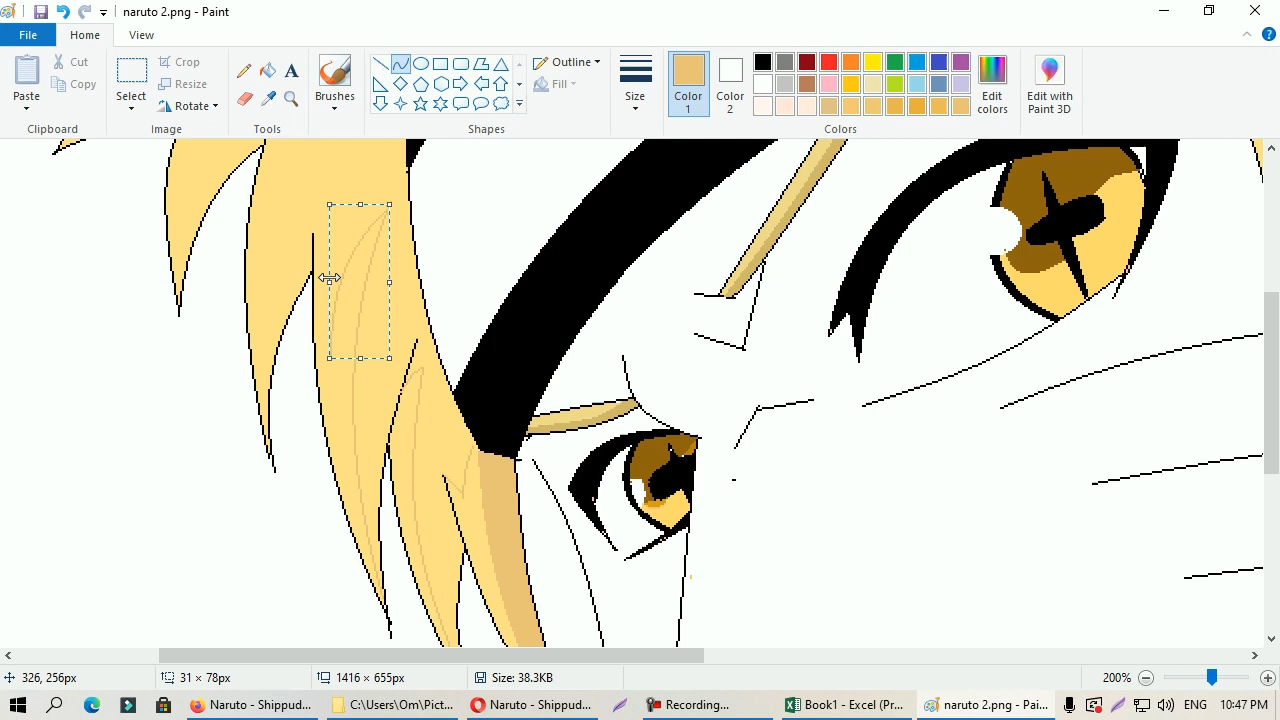 naruto 2.png - Paint
File
Home
View
Paste
Cut
Copy
Clipboard
Select
Crop
Resize
Rotate
Image
Tools
Brushes
Outline
Fill
Shapes
Size
Color 1
Color 2
Edit colors
Colors
Edit with Paint 3D
326, 256px
31 × 78px
1416 × 655px
Size: 38.3KB
200%
Naruto - Shippud...
C:\Users\Om\Pict...
Naruto - Shippud...
Recording...
Book1 - Excel (Pr...
naruto 2.png - Pai...
ENG
10:47 PM